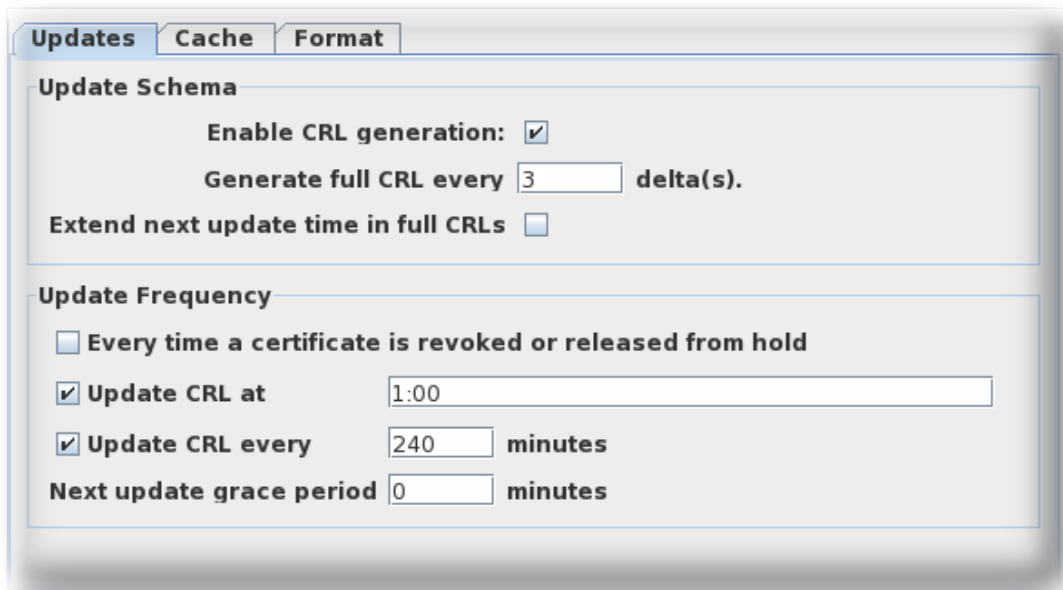 Updates Cache Format
Update Schema
Enable CRL generation:
Generate full CRL every 3 delta(s).
Extend next update time in full CRLs
Update Frequency
Every time a certificate is revoked or released from hold
Update CRL at 1:00
Update CRL every 240 minutes
Next update grace period 0 minutes